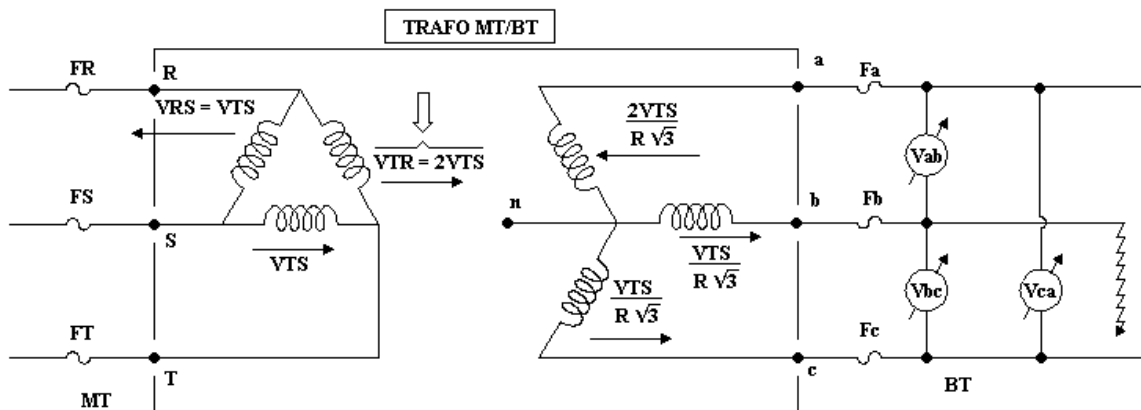 TRAFO MT/BT
FR
R
VRS = VTS
VTR = 2VTS
FS
S
VTS
FT
T
MT
a
Fa
2VTS
R √3
Vab
n
b
Fb
VTS
R √3
VTS
R √3
Vbc
Vca
Fc
c
BT